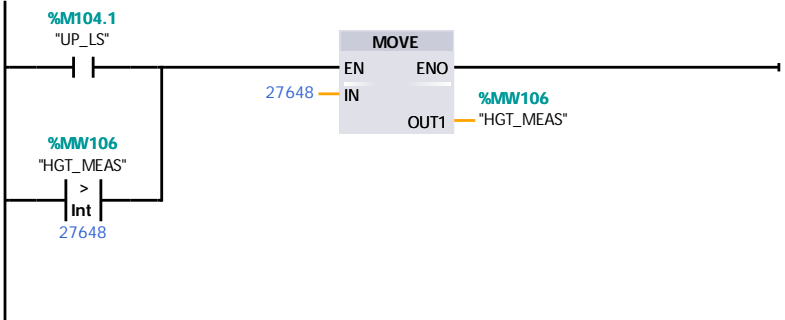 %M104.1
"UP_LS"
MOVE
EN ENO
27648 IN
%MW106
OUT1 "HGT_MEAS"
%MW106
"HGT_MEAS"
>
Int
27648